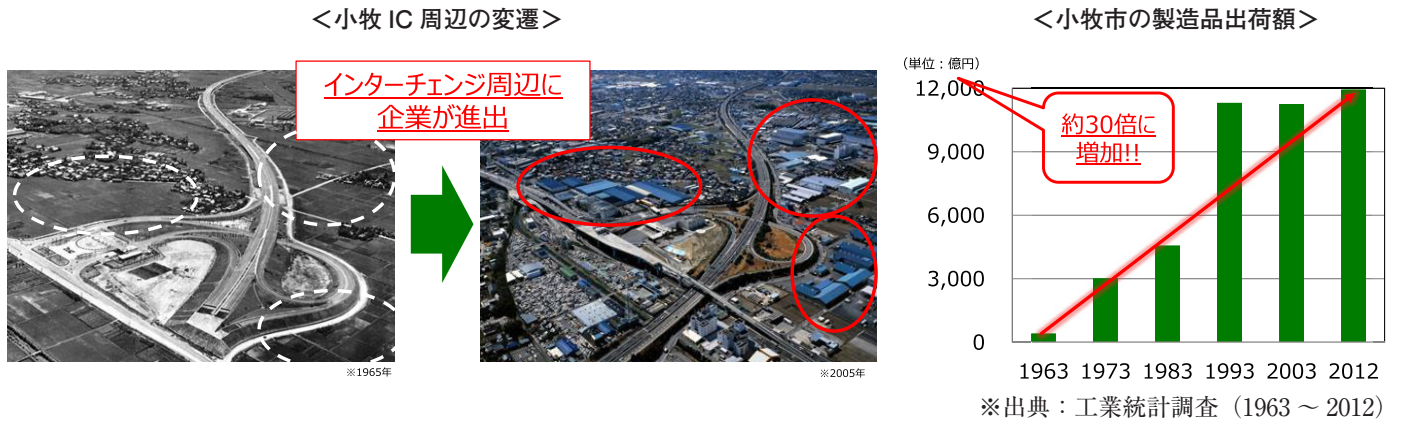 ＜小牧 IC 周辺の変遷＞
インターチェンジ周辺に
企業が進出
※1965年
※2005年
＜小牧市の製造品出荷額＞
（単位：億円）
12,000
9,000
6,000
3,000
0
約30倍に
増加!!
1963 1973 1983 1993 2003 2012
※出典：工業統計調査（1963 ～ 2012）